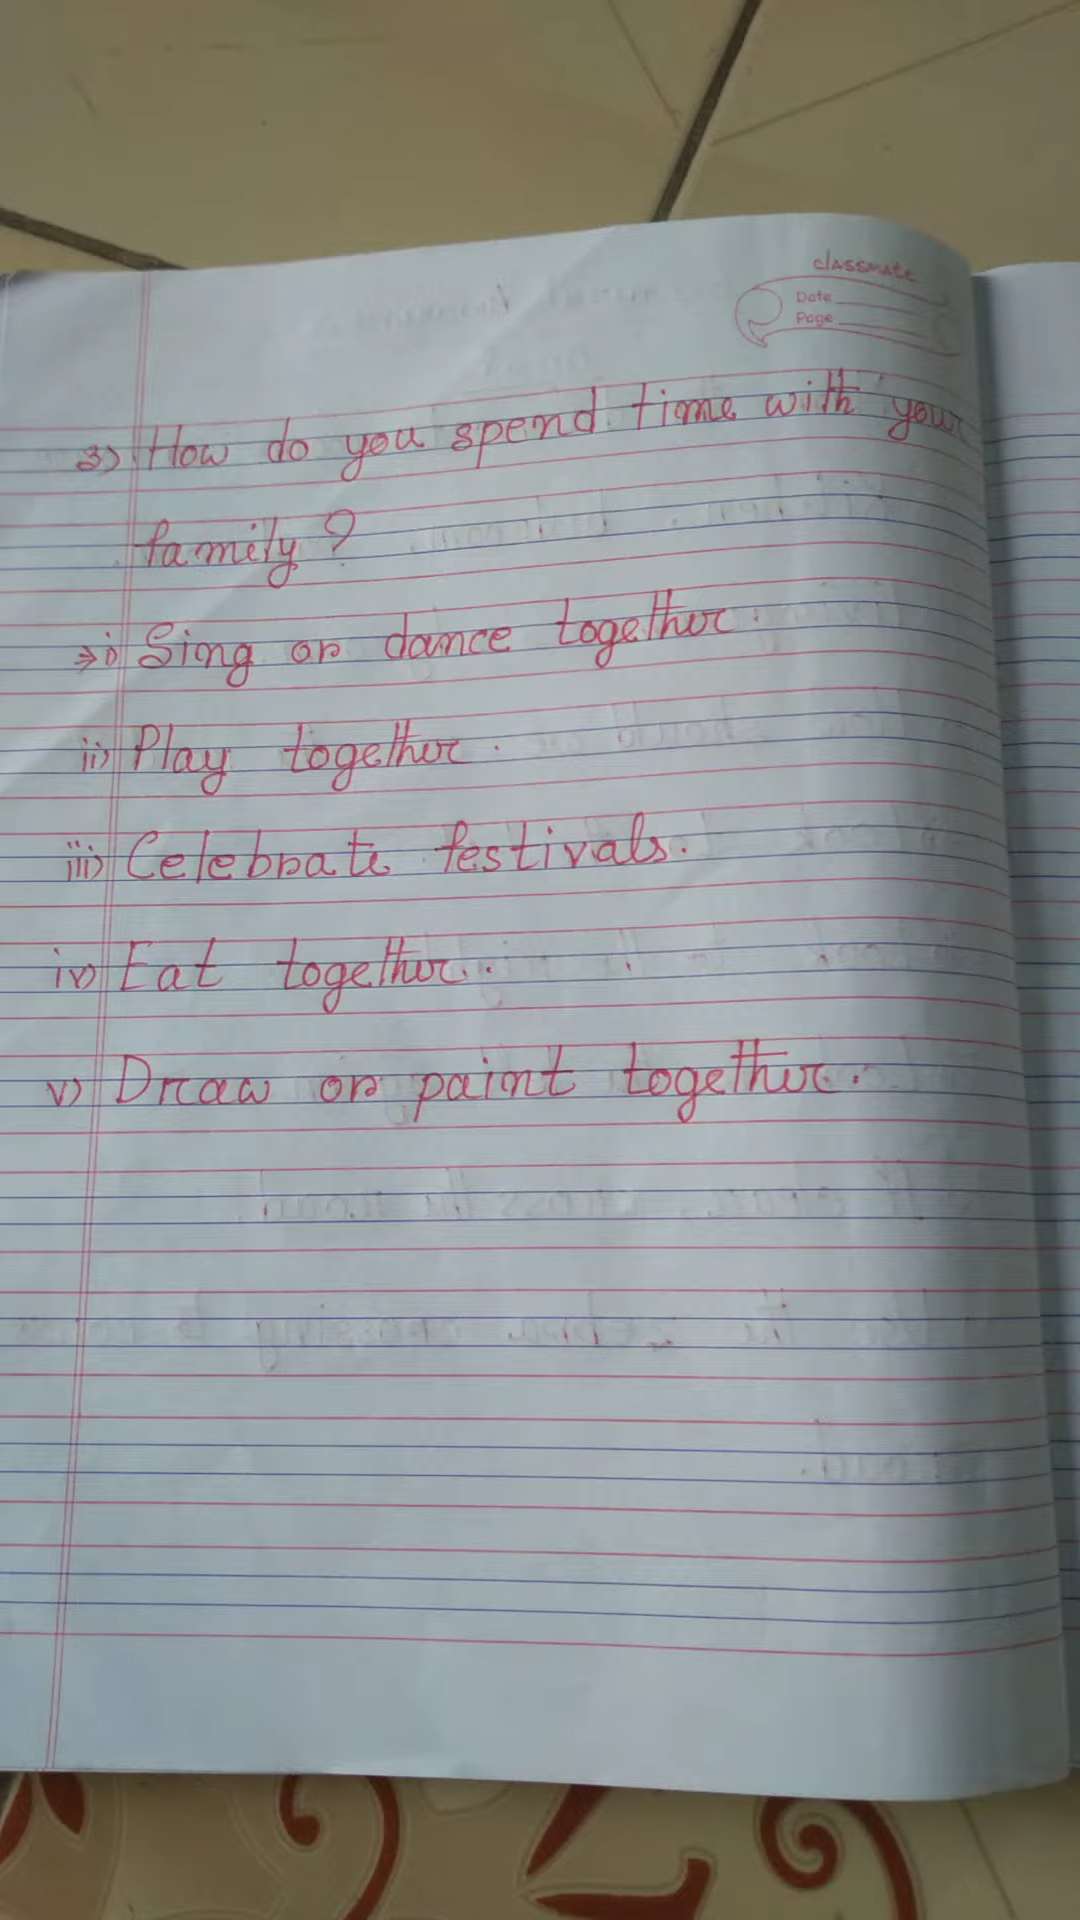 classmate
Date
Page
3) How do you spend time with your
family ?
⇒ i) Sing or dance together.
ii) Play together.
iii) Celebrate festivals.
iv) Eat together.
v) Draw or paint together.